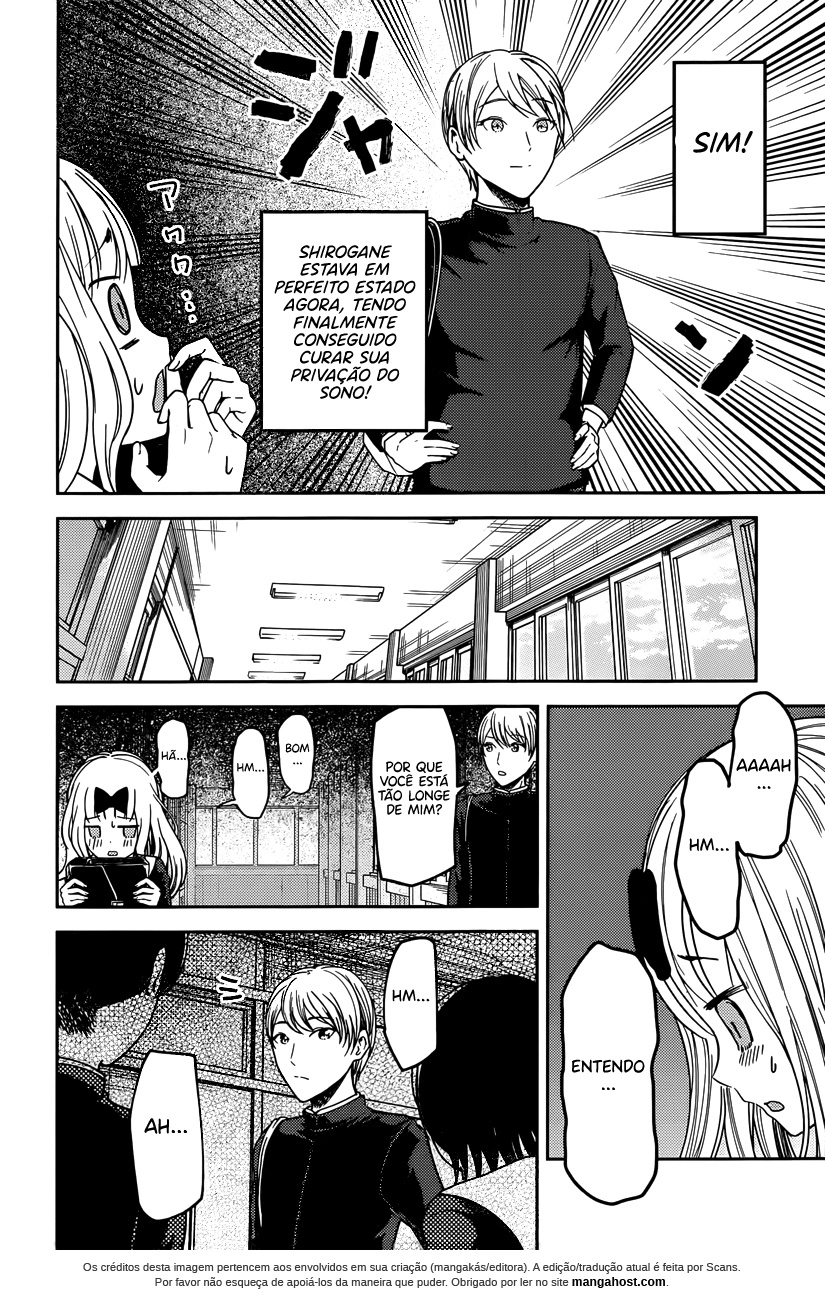 SIM!
ジャ
ン
アワワ…
SHIROGANE
ESTAVA EM
PERFEITO ESTADO
AGORA, TENDO
FINALMENTE
CONSEGUIDO
CURAR SUA
PRIVAÇÃO DO
SONO!
HÃ...
HM...
BOM
...
POR QUE
VOCÊ ESTÁ
TÃO LONGE
DE MIM?
AAAAH
...
HM...
ENTENDO
...
HM...
AH...
Os créditos desta imagem pertencem aos envolvidos em sua criação (mangakás/editora). A edição/tradução atual é feita por Scans.
Por favor não esqueça de apoiá-los da maneira que puder. Obrigado por ler no site mangahost.com.